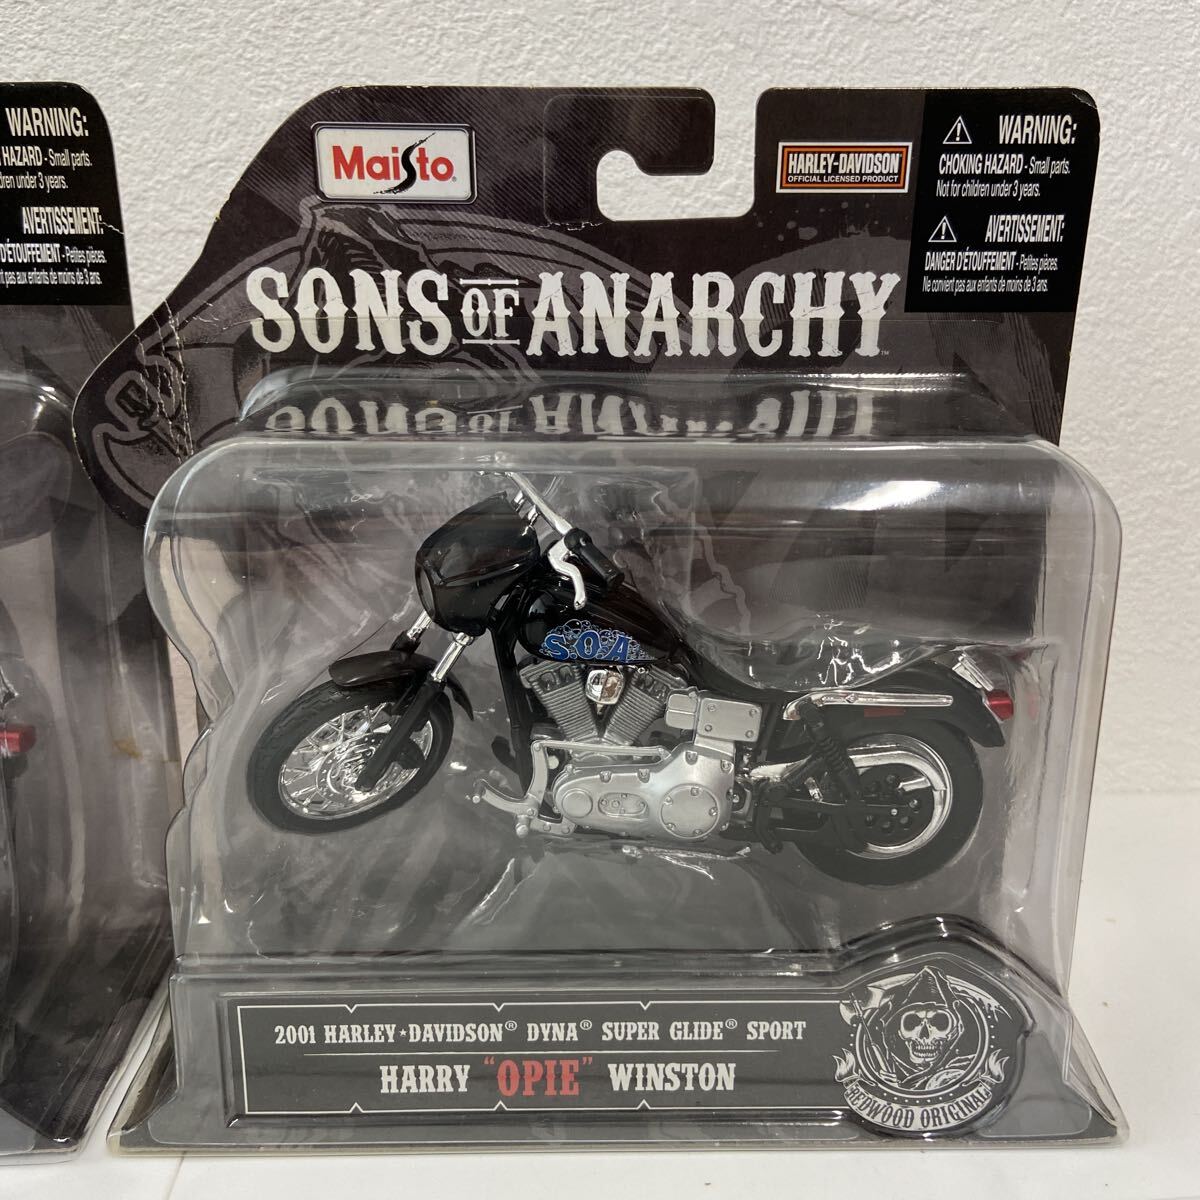 WARNING:
HAZARD - Small parts.
ren under 3 years.
AVERTISSEMENT:
D'ÉTOUFFEMENT - Petites pièces.
ient pas aux enfants de moins de 3 ans.
Maisto
HARLEY-DAVIDSON
OFFICIAL LICENSED PRODUCT
WARNING:
CHOKING HAZARD - Small parts.
Not for children under 3 years.
AVERTISSEMENT:
DANGER D'ÉTOUFFEMENT - Petites pièces.
Ne convient pas aux enfants de moins de 3 ans.
SONS OF ANARCHY™
S.O.A
2001 HARLEY-DAVIDSON® DYNA® SUPER GLIDE® SPORT
HARRY "OPIE" WINSTON
REDWOOD ORIGINAL